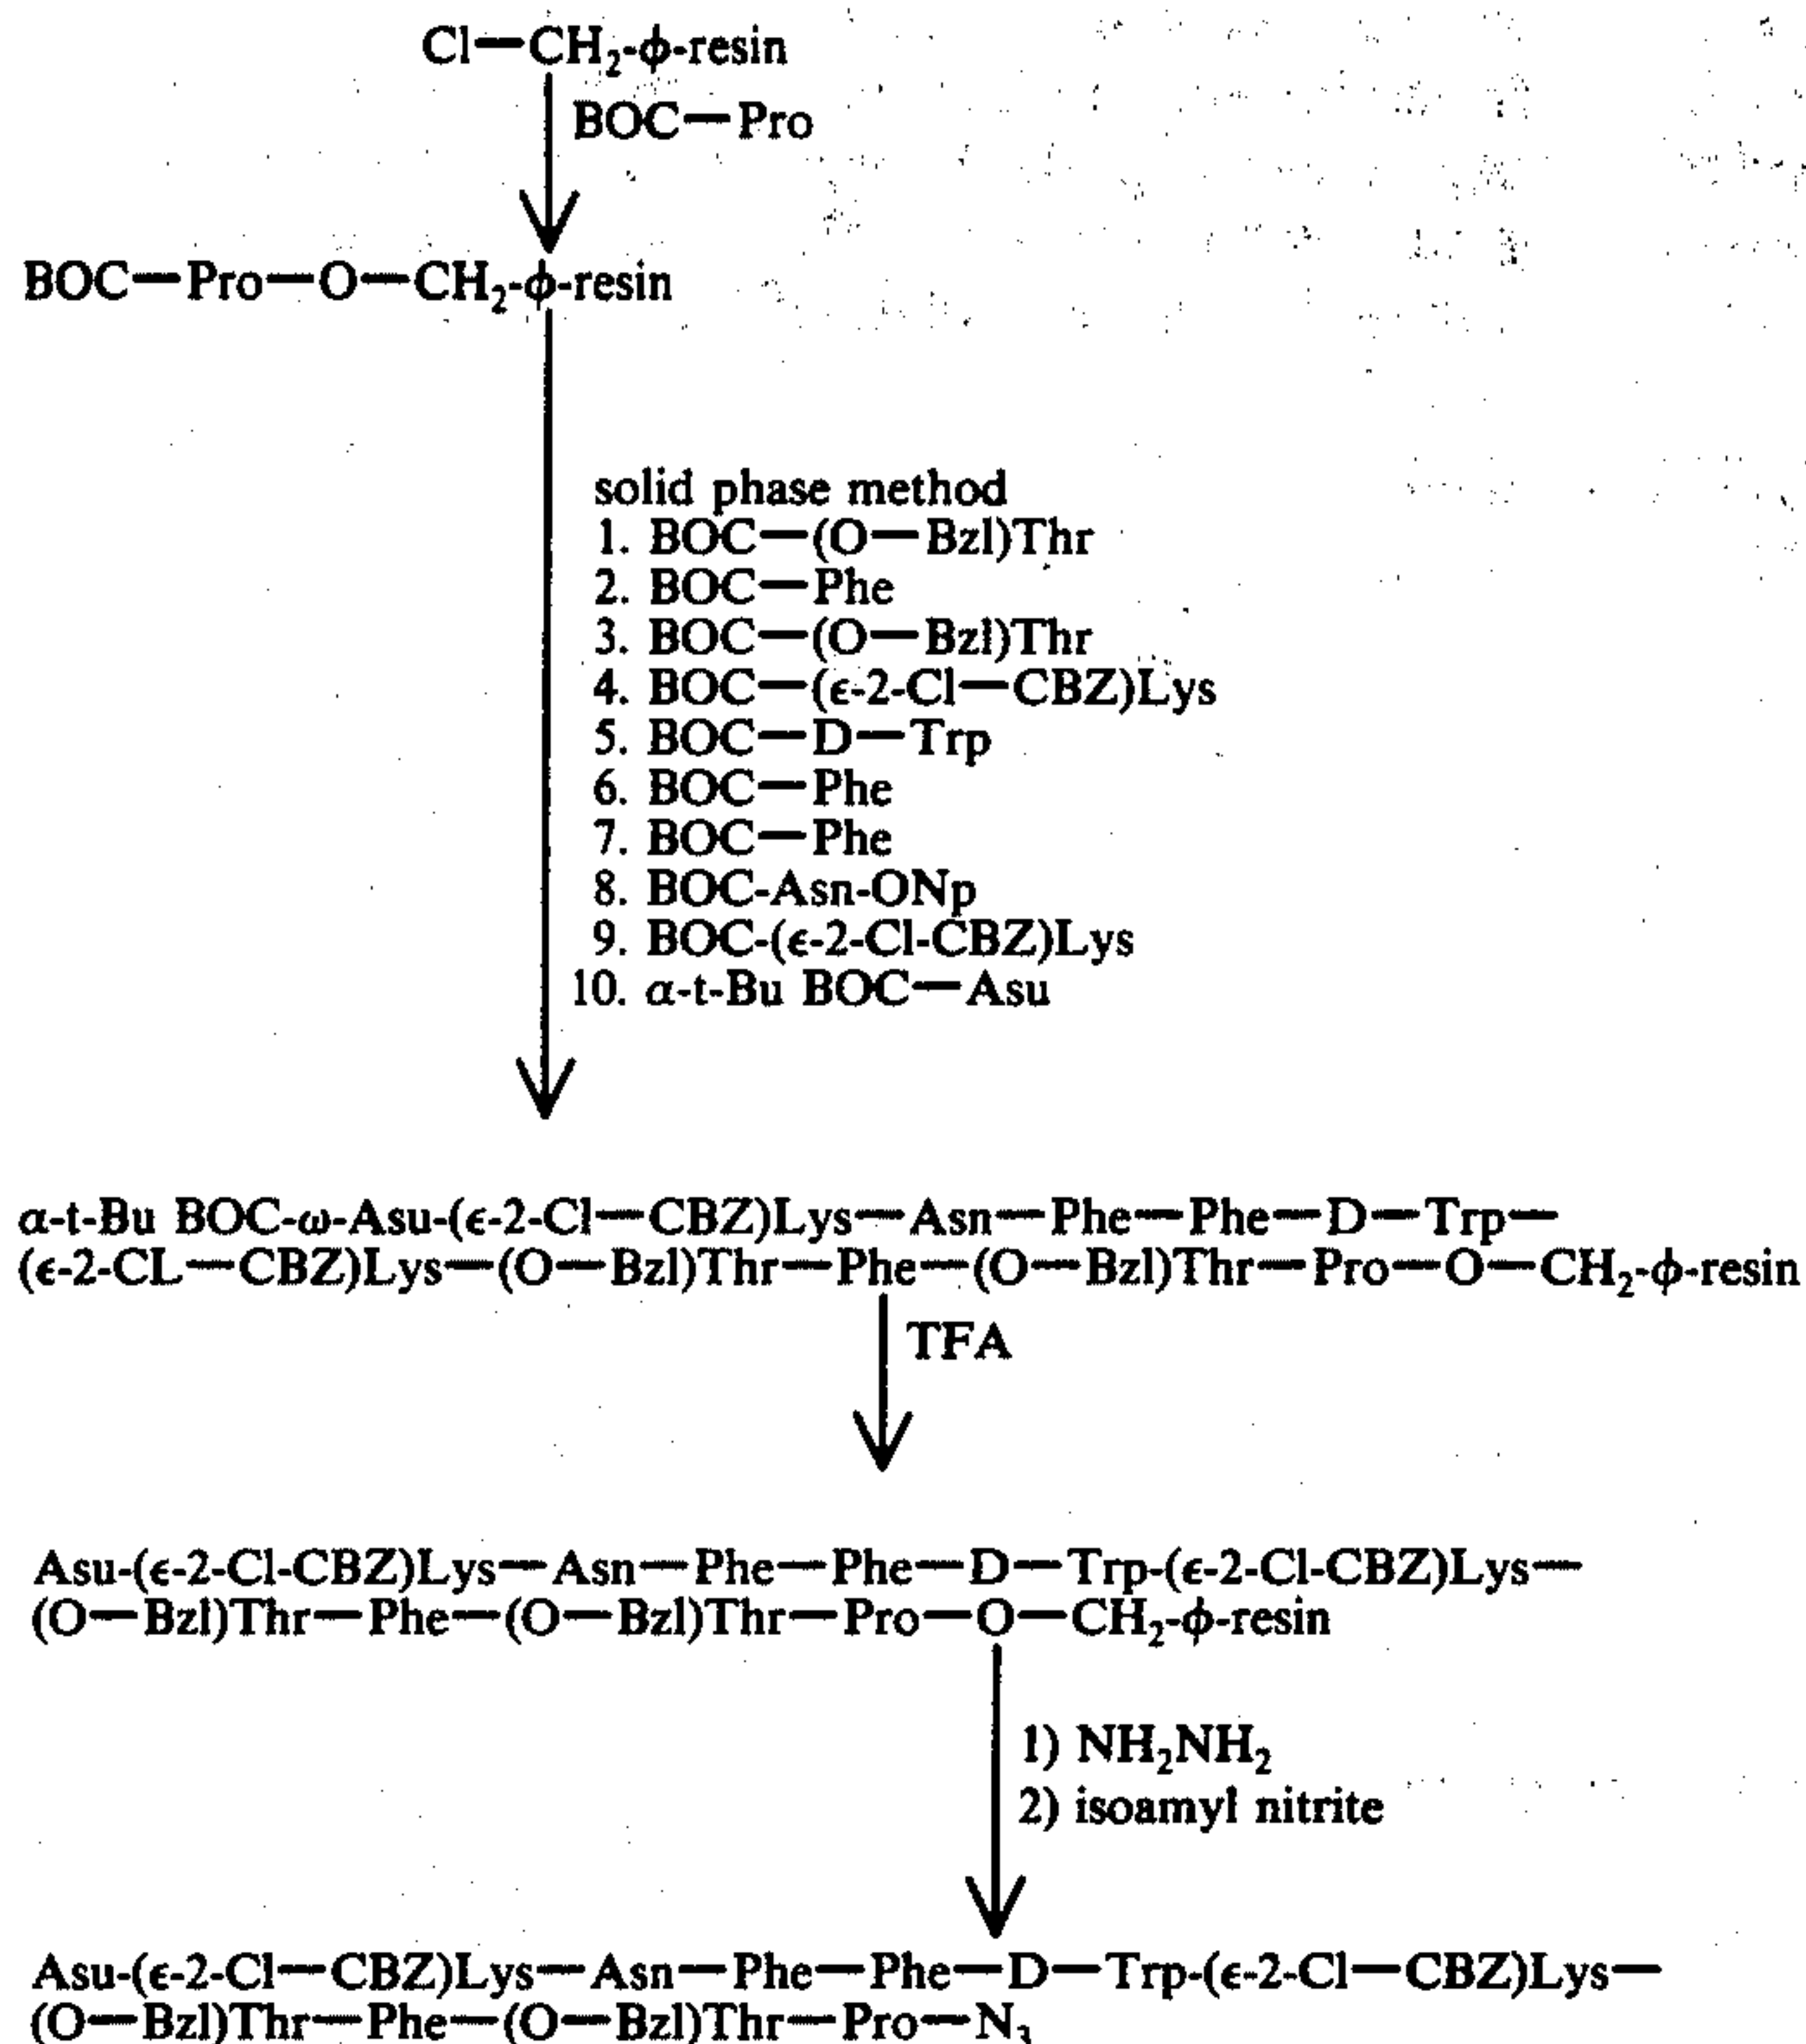 Cl—CH₂-ϕ-resin
BOC—Pro
BOC—Pro—O—CH₂-ϕ-resin
solid phase method
1. BOC—(O—Bzl)Thr
2. BOC—Phe
3. BOC—(O—Bzl)Thr
4. BOC—(ϵ-2-Cl—CBZ)Lys
5. BOC—D—Trp
6. BOC—Phe
7. BOC—Phe
8. BOC-Asn-ONp
9. BOC-(ϵ-2-Cl-CBZ)Lys
10. α-t-Bu BOC—Asu
α-t-Bu BOC-ω-Asu-(ϵ-2-Cl—CBZ)Lys—Asn—Phe—Phe—D—Trp—
(ϵ-2-CL—CBZ)Lys—(O—Bzl)Thr—Phe—(O—Bzl)Thr—Pro—O—CH₂-ϕ-resin
TFA
Asu-(ϵ-2-Cl-CBZ)Lys—Asn—Phe—Phe—D—Trp-(ϵ-2-Cl-CBZ)Lys—
(O—Bzl)Thr—Phe—(O—Bzl)Thr—Pro—O—CH₂-ϕ-resin
1) NH₂NH₂
2) isoamyl nitrite
Asu-(ϵ-2-Cl—CBZ)Lys—Asn—Phe—Phe—D—Trp-(ϵ-2-Cl—CBZ)Lys—
(O—Bzl)Thr—Phe—(O—Bzl)Thr—Pro—N₃